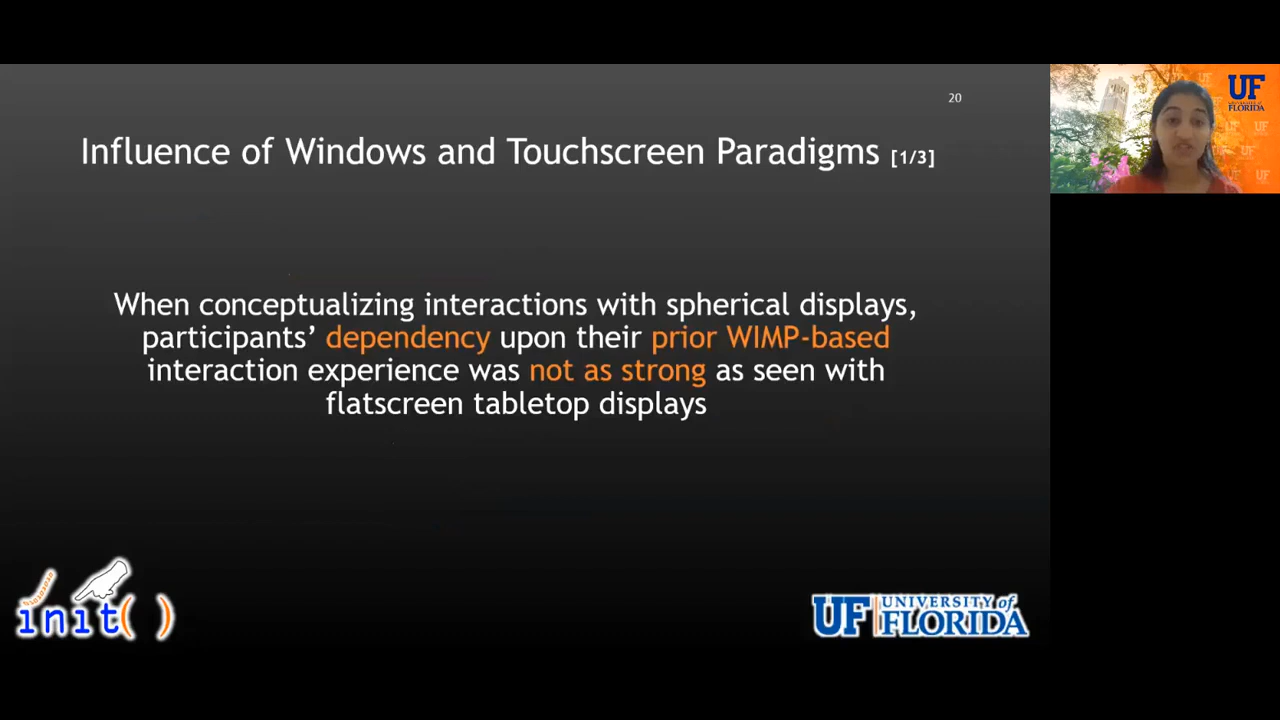 20
Influence of Windows and Touchscreen Paradigms [1/3]
When conceptualizing interactions with spherical displays,
participants’ dependency upon their prior WIMP-based
interaction experience was not as strong as seen with
flatscreen tabletop displays
init( )
UF UNIVERSITY of
FLORIDA
UF
UNIVERSITY of
FLORIDA